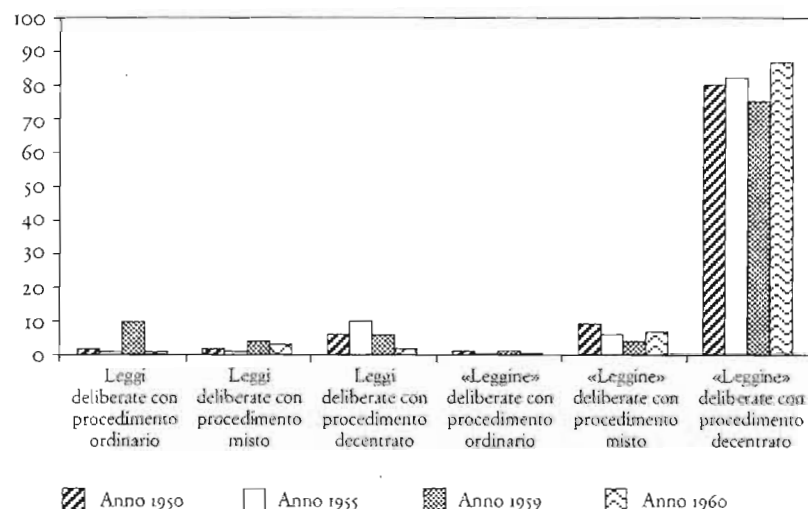 100
90
80
70
60
50
40
30
20
10
0
Leggi deliberate con procedimento ordinario
Leggi deliberate con procedimento misto
Leggi deliberate con procedimento decentrato
«Leggine» deliberate con procedimento ordinario
«Leggine» deliberate con procedimento misto
«Leggine» deliberate con procedimento decentrato
Anno 1950
Anno 1955
Anno 1959
Anno 1960